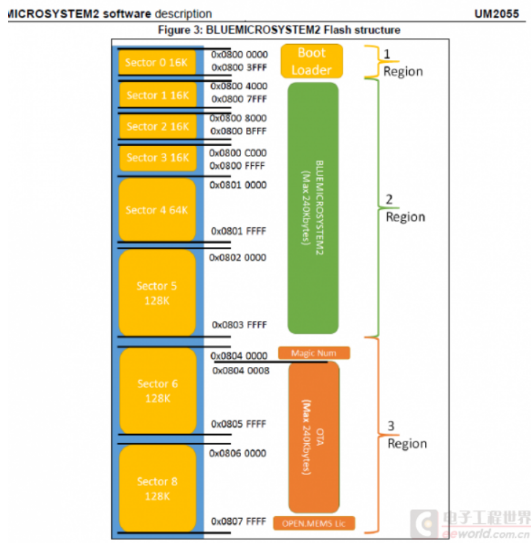 MICROSYSTEM2 software description
UM2055
Figure 3: BLUEMICROSYSTEM2 Flash structure
Sector 0 16K
0x0800 0000
0x0800 3FFF
Boot
Loader
1
Region
Sector 1 16K
0x0800 4000
0x0800 7FFF
Sector 2 16K
0x0800 8000
0x0800 BFFF
Sector 3 16K
0x0800 C000
0x0800 FFFF
Sector 4 64K
0x0801 0000
0x0801 FFFF
Sector 5
128K
0x0802 0000
0x0803 FFFF
BLUEMICROSYSTEM2
(Max 240Kbytes)
2
Region
Sector 6
128K
0x0804 0000
0x0804 0008
0x0805 FFFF
Magic Num
Sector 8
128K
0x0806 0000
0x0807 FFFF
OTA
(Max 240Kbytes)
OPEN.MEMS Lic
3
Region
电子工程世界
eeworld.com.cn